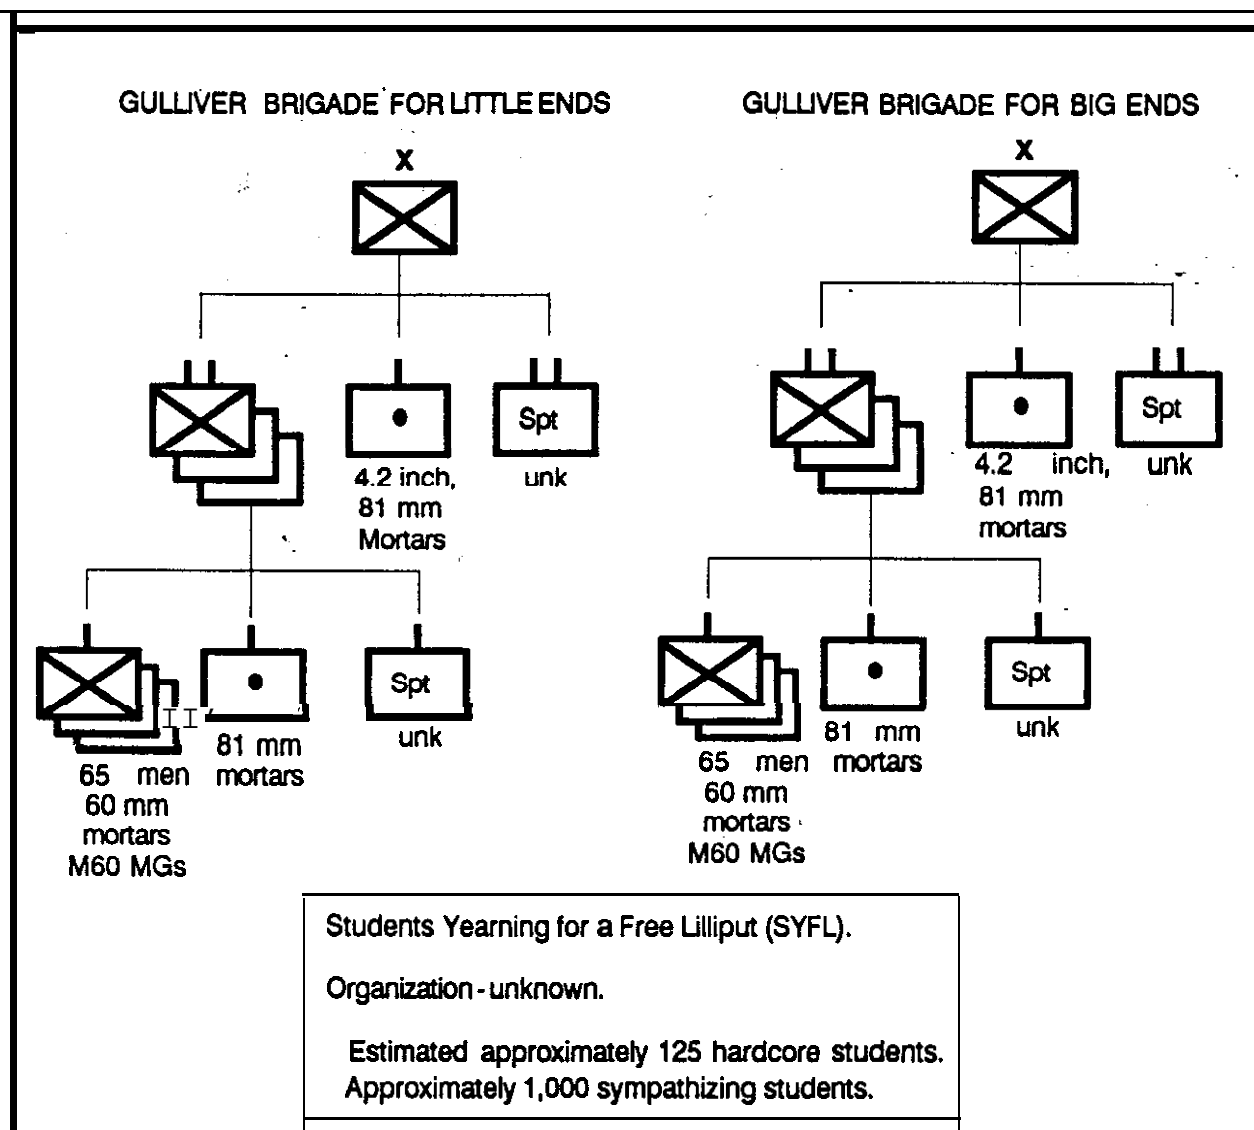 GULLIVER BRIGADE FOR LITTLE ENDS
X
Spt
4.2 inch,
81 mm
Mortars
unk
Spt
65 men
60 mm
mortars
M60 MGs
81 mm
mortars
unk
GULLIVER BRIGADE FOR BIG ENDS
X
Spt
4.2 inch,
81 mm
mortars
unk
Spt
65 men
60 mm
mortars
M60 MGs
81 mm
mortars
unk
Students Yearning for a Free Lilliput (SYFL).
Organization - unknown.
Estimated approximately 125 hardcore students.
Approximately 1,000 sympathizing students.